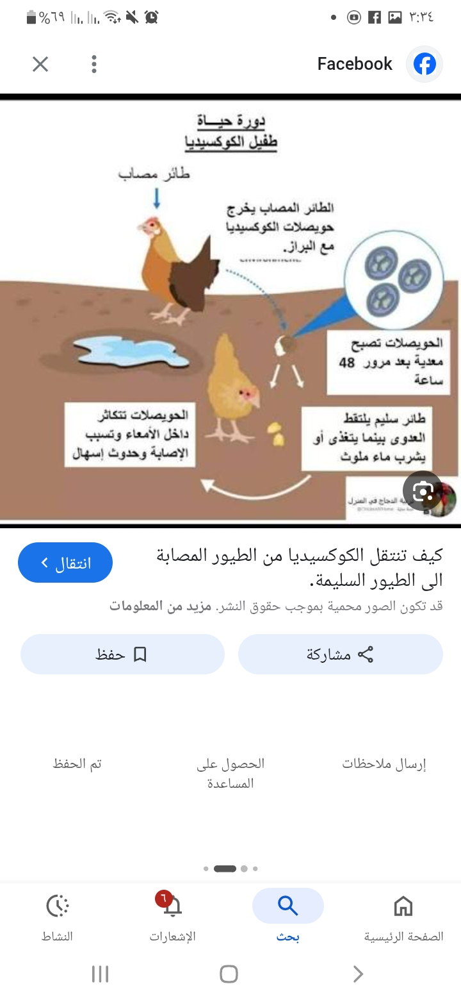 ٣:٣٤
%٦٩
Facebook
دورة حيـــاة
طفيل الكوكسيديا
طائر مصاب
الطائر المصاب يخرج
حويصلات الكوكسيديا
مع البراز.
الحويصلات تصبح
معدية بعد مرور 48
ساعة
طائر سليم يلتقط
العدوى بينما يتغذى أو
يشرب ماء ملوث
الحويصلات تتكاثر
داخل الأمعاء وتسبب
الإصابة وحدوث إسهال
الدجاج في المنزل
كيف تنتقل الكوكسيديا من الطيور المصابة
الى الطيور السليمة.
انتقال
قد تكون الصور محمية بموجب حقوق النشر. مزيد من المعلومات
مشاركة
حفظ
إرسال ملاحظات
الحصول على
المساعدة
تم الحفظ
٦
الصفحة الرئيسية
بحث
الإشعارات
النشاط